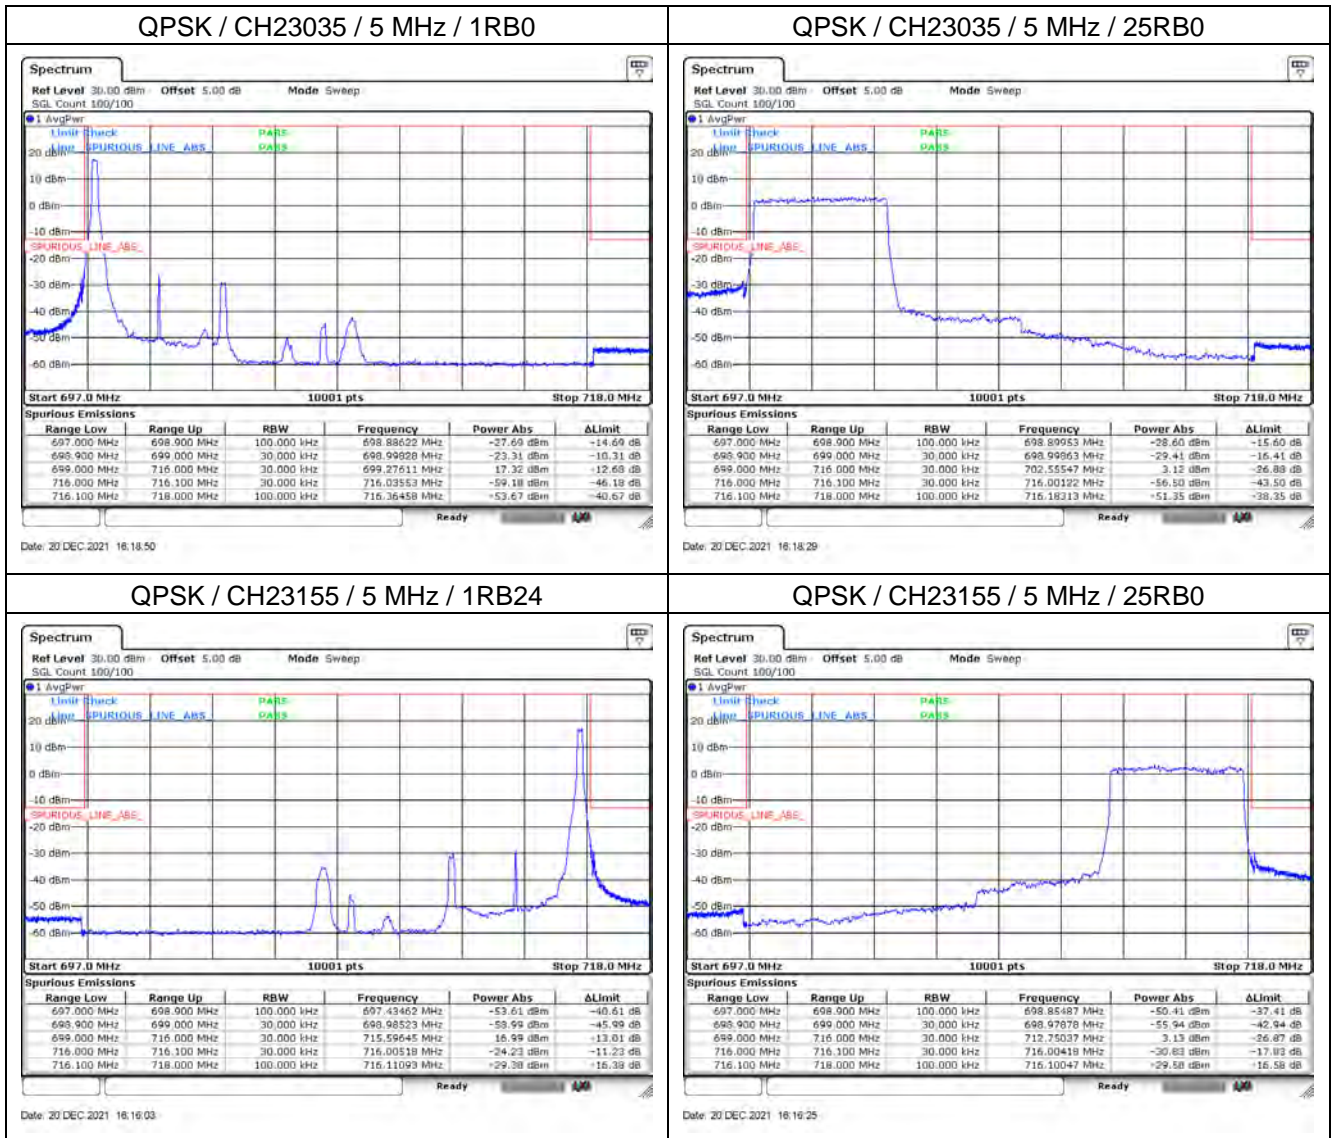 QPSK / CH23035 / 5 MHz / 1RB0
Spectrum
Ref Level 30.00 dBm Offset 5.00 dB Mode Sweep
SGL Count 100/100
1 AvgPwr
Limit Check PASS
Line _SPURIOUS_LINE_ABS_ PASS
20 dBm
10 dBm
0 dBm
-10 dBm
_SPURIOUS_LINE_ABS_
-20 dBm
-30 dBm
-40 dBm
-50 dBm
-60 dBm
Start 697.0 MHz 10001 pts Stop 718.0 MHz
Spurious Emissions
Range Low Range Up RBW Frequency Power Abs ΔLimit
697.000 MHz 698.900 MHz 100.000 kHz 698.88622 MHz -27.69 dBm -14.69 dB
698.900 MHz 699.000 MHz 30.000 kHz 698.99828 MHz -23.31 dBm -10.31 dB
699.000 MHz 716.000 MHz 30.000 kHz 699.27611 MHz 17.32 dBm -12.68 dB
716.000 MHz 716.100 MHz 30.000 kHz 716.03553 MHz -59.18 dBm -46.18 dB
716.100 MHz 718.000 MHz 100.000 kHz 716.36458 MHz -53.67 dBm -40.67 dB
Ready
Date: 20.DEC.2021 16:18:50
QPSK / CH23035 / 5 MHz / 25RB0
Spectrum
Ref Level 30.00 dBm Offset 5.00 dB Mode Sweep
SGL Count 100/100
1 AvgPwr
Limit Check PASS
Line _SPURIOUS_LINE_ABS_ PASS
20 dBm
10 dBm
0 dBm
-10 dBm
_SPURIOUS_LINE_ABS_
-20 dBm
-30 dBm
-40 dBm
-50 dBm
-60 dBm
Start 697.0 MHz 10001 pts Stop 718.0 MHz
Spurious Emissions
Range Low Range Up RBW Frequency Power Abs ΔLimit
697.000 MHz 698.900 MHz 100.000 kHz 698.89953 MHz -28.60 dBm -15.60 dB
698.900 MHz 699.000 MHz 30.000 kHz 698.99863 MHz -29.41 dBm -16.41 dB
699.000 MHz 716.000 MHz 30.000 kHz 702.55547 MHz 3.12 dBm -26.88 dB
716.000 MHz 716.100 MHz 30.000 kHz 716.00122 MHz -56.50 dBm -43.50 dB
716.100 MHz 718.000 MHz 100.000 kHz 716.18313 MHz -51.35 dBm -38.35 dB
Ready
Date: 20.DEC.2021 16:18:29
QPSK / CH23155 / 5 MHz / 1RB24
Spectrum
Ref Level 30.00 dBm Offset 5.00 dB Mode Sweep
SGL Count 100/100
1 AvgPwr
Limit Check PASS
Line _SPURIOUS_LINE_ABS_ PASS
20 dBm
10 dBm
0 dBm
-10 dBm
_SPURIOUS_LINE_ABS_
-20 dBm
-30 dBm
-40 dBm
-50 dBm
-60 dBm
Start 697.0 MHz 10001 pts Stop 718.0 MHz
Spurious Emissions
Range Low Range Up RBW Frequency Power Abs ΔLimit
697.000 MHz 698.900 MHz 100.000 kHz 697.43462 MHz -53.61 dBm -40.61 dB
698.900 MHz 699.000 MHz 30.000 kHz 698.98523 MHz -58.99 dBm -45.99 dB
699.000 MHz 716.000 MHz 30.000 kHz 715.59645 MHz 16.99 dBm -13.01 dB
716.000 MHz 716.100 MHz 30.000 kHz 716.00518 MHz -24.23 dBm -11.23 dB
716.100 MHz 718.000 MHz 100.000 kHz 716.11093 MHz -29.38 dBm -16.38 dB
Ready
Date: 20.DEC.2021 16:16:03
QPSK / CH23155 / 5 MHz / 25RB0
Spectrum
Ref Level 30.00 dBm Offset 5.00 dB Mode Sweep
SGL Count 100/100
1 AvgPwr
Limit Check PASS
Line _SPURIOUS_LINE_ABS_ PASS
20 dBm
10 dBm
0 dBm
-10 dBm
_SPURIOUS_LINE_ABS_
-20 dBm
-30 dBm
-40 dBm
-50 dBm
-60 dBm
Start 697.0 MHz 10001 pts Stop 718.0 MHz
Spurious Emissions
Range Low Range Up RBW Frequency Power Abs ΔLimit
697.000 MHz 698.900 MHz 100.000 kHz 698.85487 MHz -50.41 dBm -37.41 dB
698.900 MHz 699.000 MHz 30.000 kHz 698.97878 MHz -55.94 dBm -42.94 dB
699.000 MHz 716.000 MHz 30.000 kHz 712.75037 MHz 3.13 dBm -26.87 dB
716.000 MHz 716.100 MHz 30.000 kHz 716.00418 MHz -30.83 dBm -17.83 dB
716.100 MHz 718.000 MHz 100.000 kHz 716.10047 MHz -29.58 dBm -16.58 dB
Ready
Date: 20.DEC.2021 16:16:25